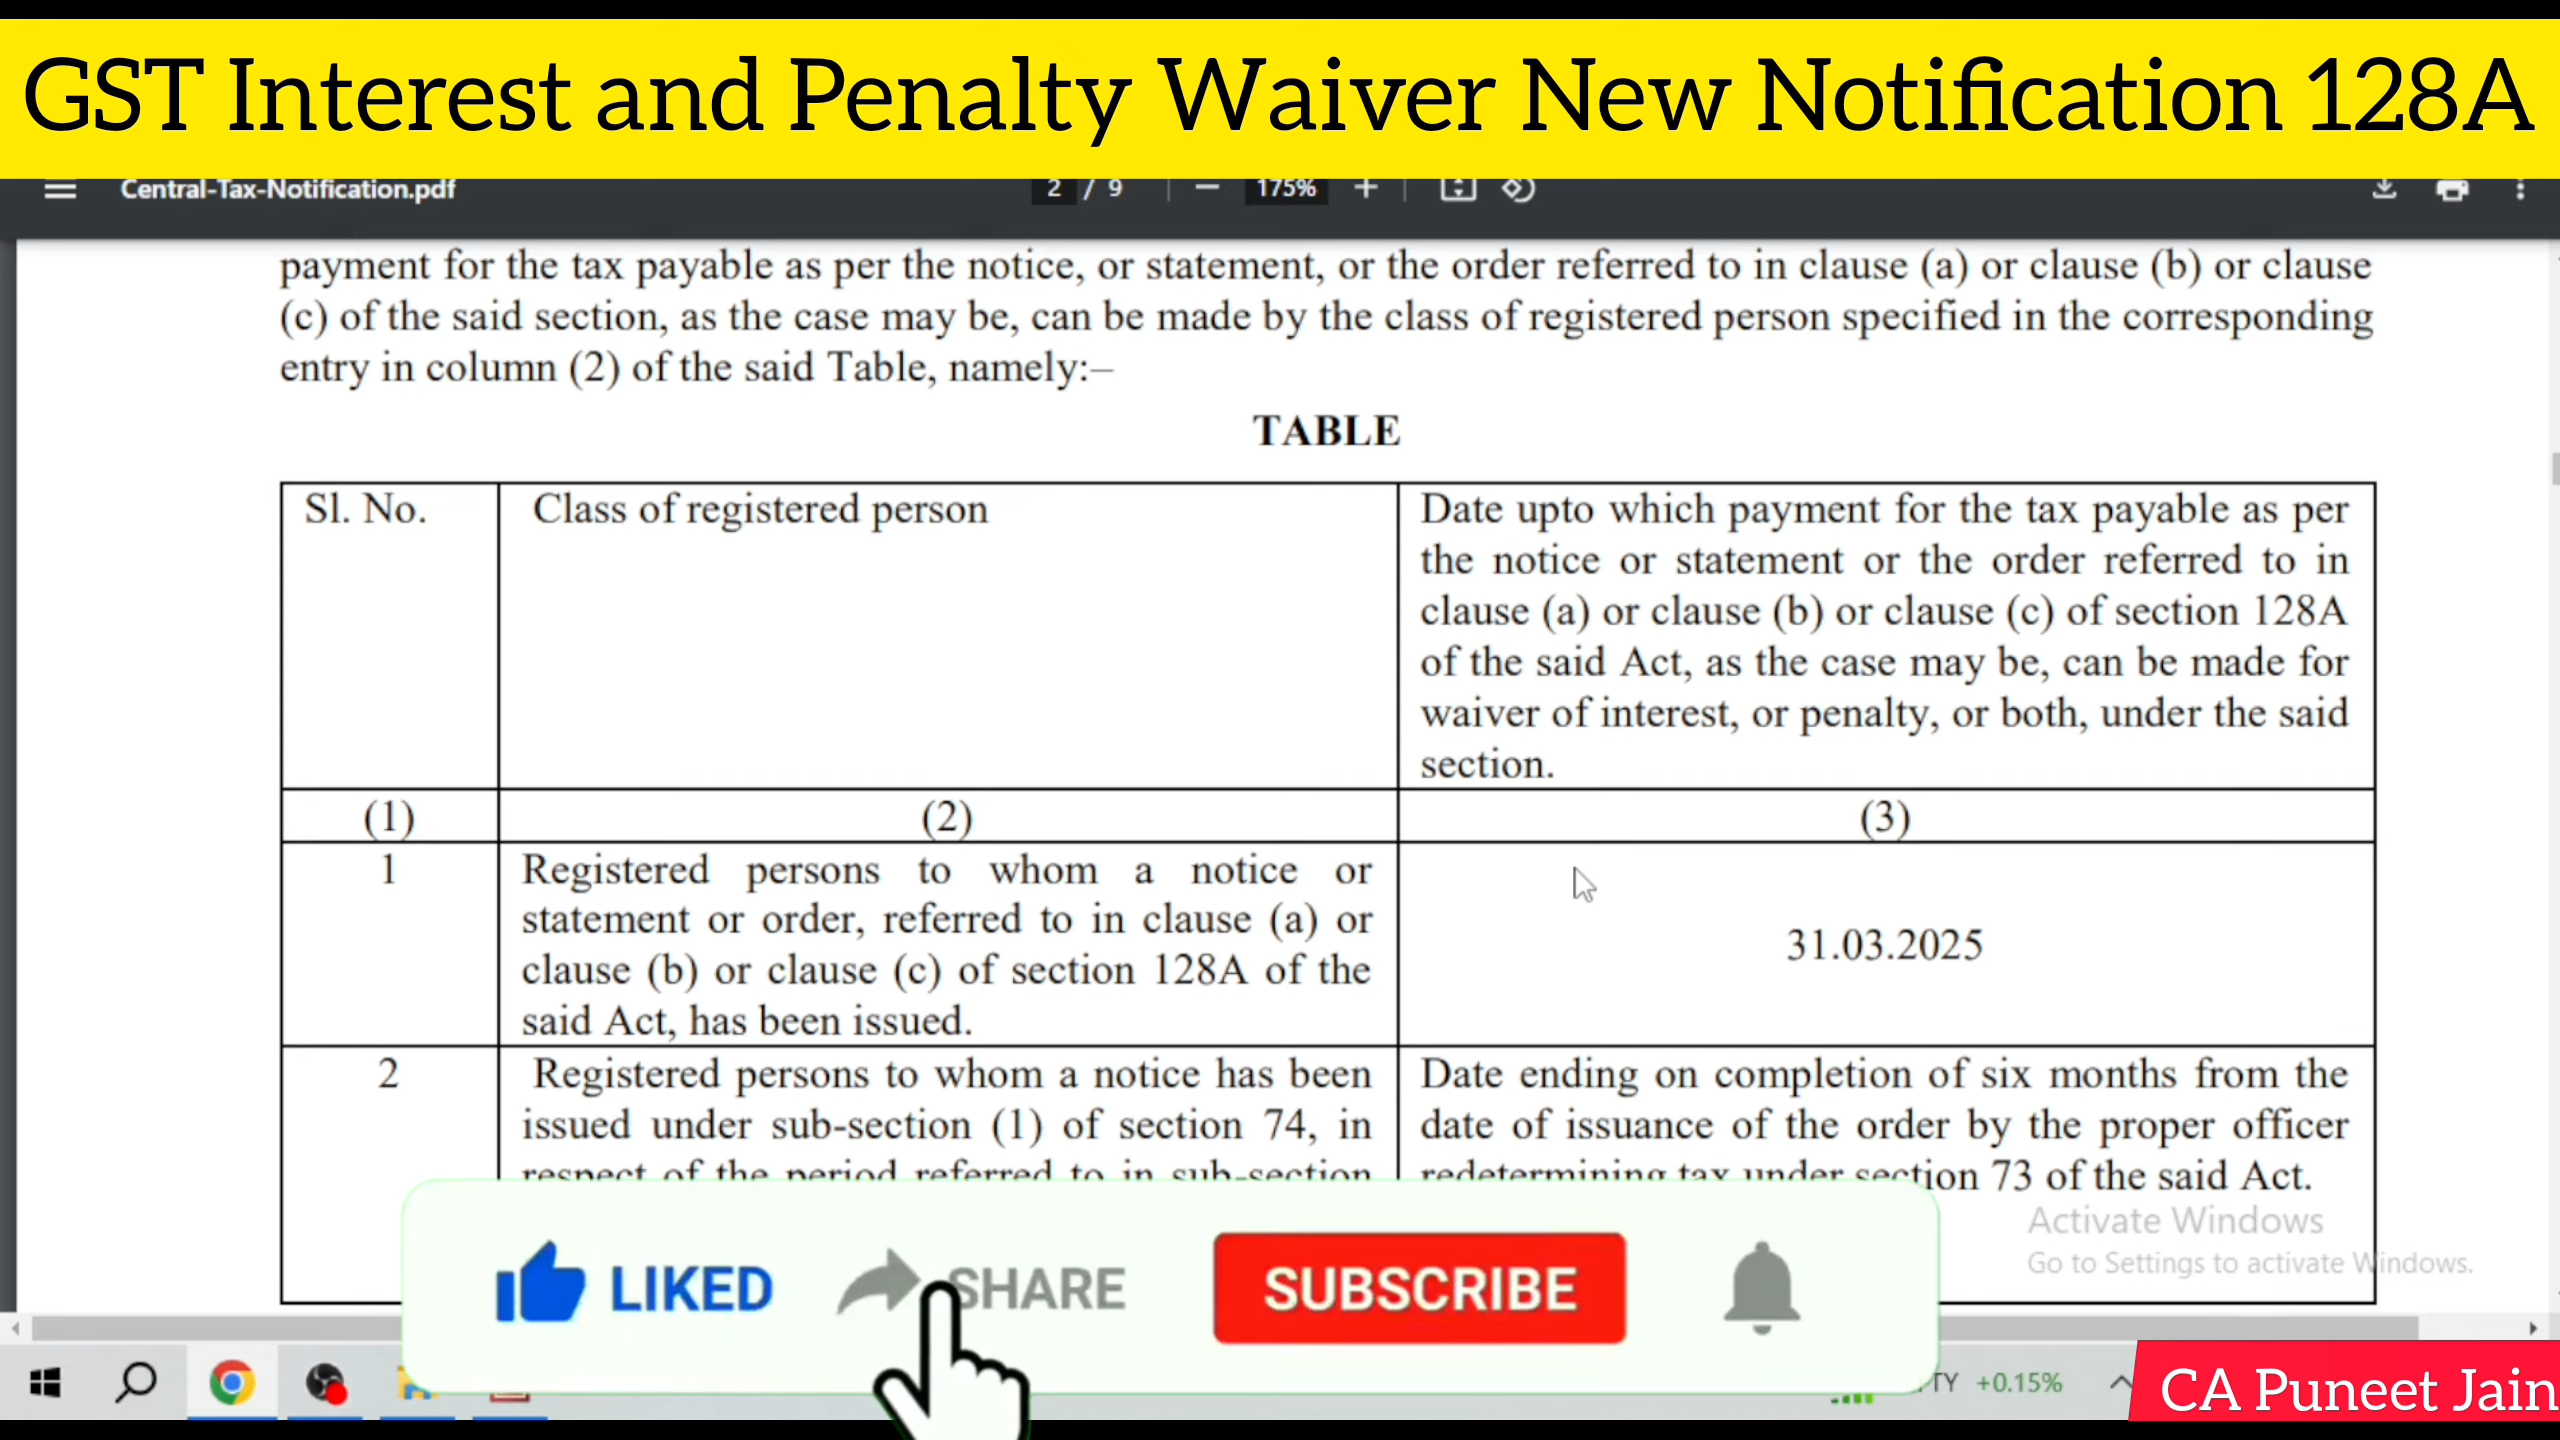 GST Interest and Penalty Waiver New Notification 128A
Central-Tax-Notification.pdf
2 / 9
175%
payment for the tax payable as per the notice, or statement, or the order referred to in clause (a) or clause (b) or clause
(c) of the said section, as the case may be, can be made by the class of registered person specified in the corresponding
entry in column (2) of the said Table, namely:–
TABLE
Sl. No.
Class of registered person
Date upto which payment for the tax payable as per
the notice or statement or the order referred to in
clause (a) or clause (b) or clause (c) of section 128A
of the said Act, as the case may be, can be made for
waiver of interest, or penalty, or both, under the said
section.
(1)
(2)
(3)
1
Registered persons to whom a notice or
statement or order, referred to in clause (a) or
clause (b) or clause (c) of section 128A of the
said Act, has been issued.
31.03.2025
2
Registered persons to whom a notice has been
issued under sub-section (1) of section 74, in
respect of the period referred to in sub-section
Date ending on completion of six months from the
date of issuance of the order by the proper officer
redetermining tax under section 73 of the said Act.
Activate Windows
Go to Settings to activate Windows.
LIKED
SHARE
SUBSCRIBE
TY +0.15%
CA Puneet Jain